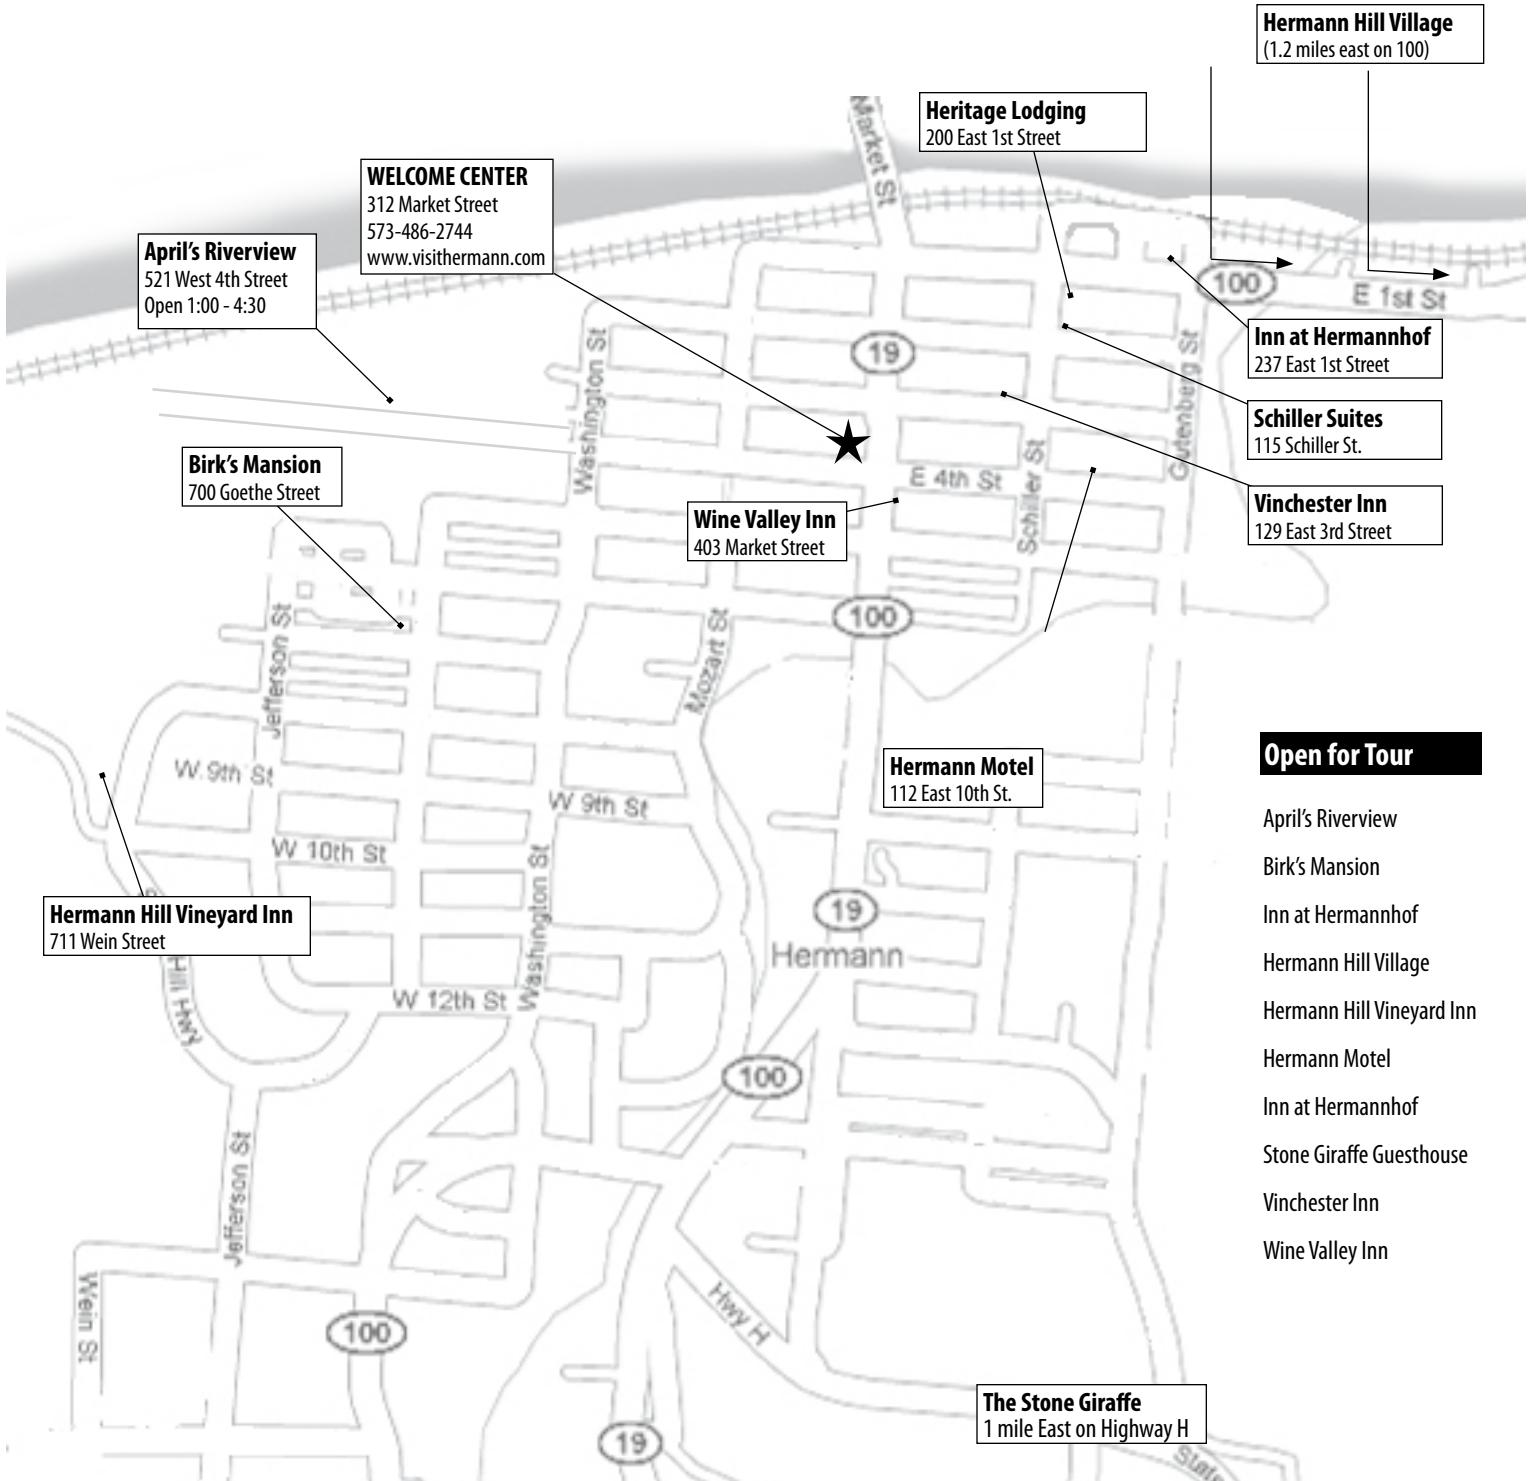 Hermann Hill Village
(1.2 miles east on 100)
Heritage Lodging
200 East 1st Street
Market St
WELCOME CENTER
312 Market Street
573-486-2744
www.visithermann.com
April's Riverview
521 West 4th Street
Open 1:00 - 4:30
100
E 1st St
19
Inn at Hermannhof
237 East 1st Street
Washington St
Gutenberg St
Schiller Suites
115 Schiller St.
Birk's Mansion
700 Goethe Street
E 4th St
Schiller St
Vinchester Inn
129 East 3rd Street
Wine Valley Inn
403 Market Street
100
Jefferson St
Mozart St
W 9th St
W 9th St
Hermann Motel
112 East 10th St.
Open for Tour
April's Riverview
Birk's Mansion
Inn at Hermannhof
Hermann Hill Village
Hermann Hill Vineyard Inn
Hermann Motel
Inn at Hermannhof
Stone Giraffe Guesthouse
Vinchester Inn
Wine Valley Inn
W 10th St
Washington St
19
Hermann
Hermann Hill Vineyard Inn
711 Wein Street
Hill Hwy
W 12th St
100
Jefferson St
Wein St
100
Hwy H
The Stone Giraffe
1 mile East on Highway H
19
State